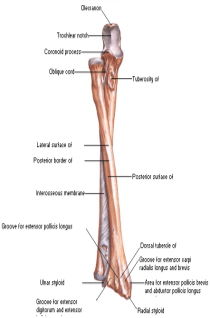 Olecranon
Trochlear notch
Coronoid process
Oblique cord
Tuberosity of
Lateral surface of
Posterior border of
Posterior surface of
Interosseous membrane
Groove for extensor pollicis longus
Dorsal tubercle of
Groove for extensor carpi
radialis longus and brevis
Ulnar styloid
Area for extensor pollicis brevis
and abductor pollicis longus
Groove for extensor
digitorum and extensor
Radial styloid